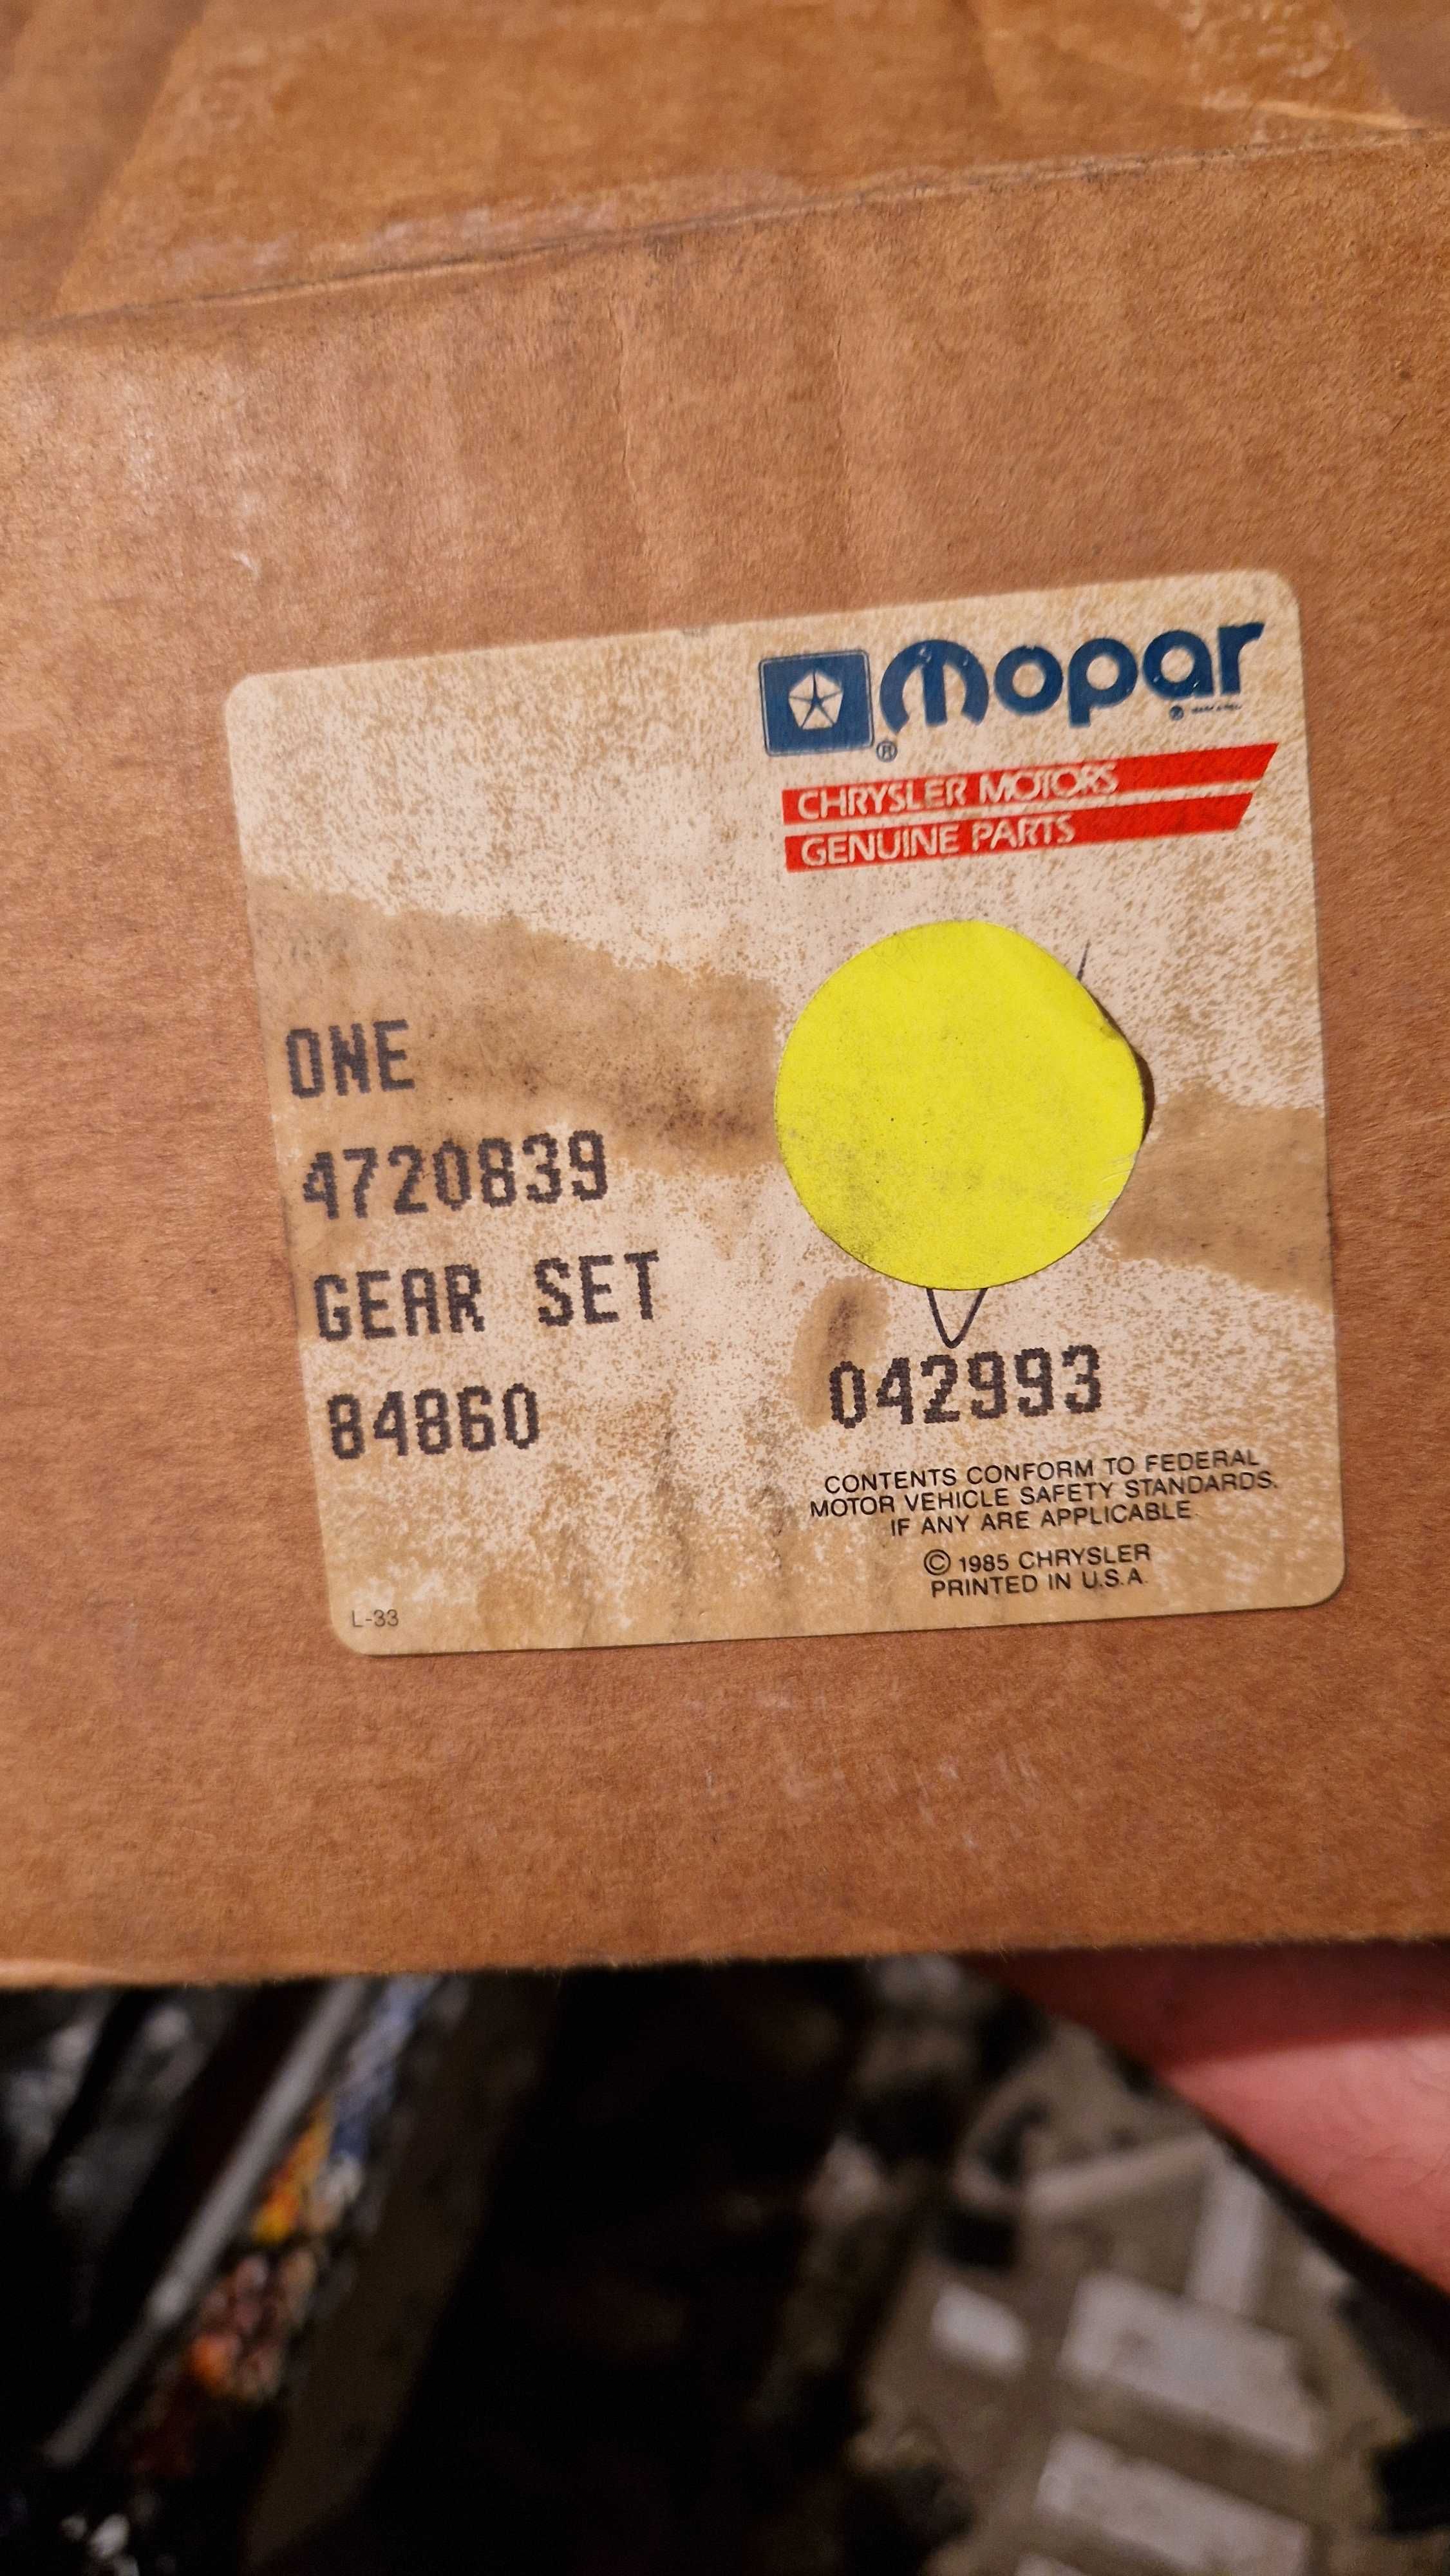 mopar
®
®
CHRYSLER MOTORS
GENUINE PARTS
ONE
4720839
GEAR SET
84860
042993
CONTENTS CONFORM TO FEDERAL
MOTOR VEHICLE SAFETY STANDARDS.
IF ANY ARE APPLICABLE.
© 1985 CHRYSLER
PRINTED IN U.S.A.
L-33